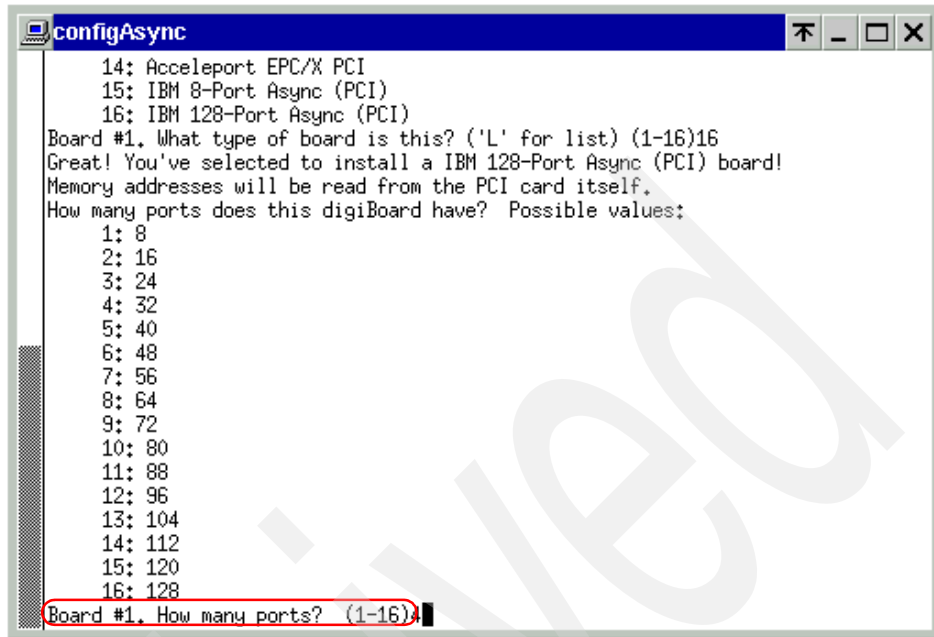 configAsync
14: Acceleport EPC/X PCI
15: IBM 8-Port Async (PCI)
16: IBM 128-Port Async (PCI)
Board #1. What type of board is this? ('L' for list) (1-16)16
Great! You've selected to install a IBM 128-Port Async (PCI) board!
Memory addresses will be read from the PCI card itself.
How many ports does this digiBoard have?  Possible values:
1: 8
2: 16
3: 24
4: 32
5: 40
6: 48
7: 56
8: 64
9: 72
10: 80
11: 88
12: 96
13: 104
14: 112
15: 120
16: 128
Board #1. How many ports?  (1-16)4